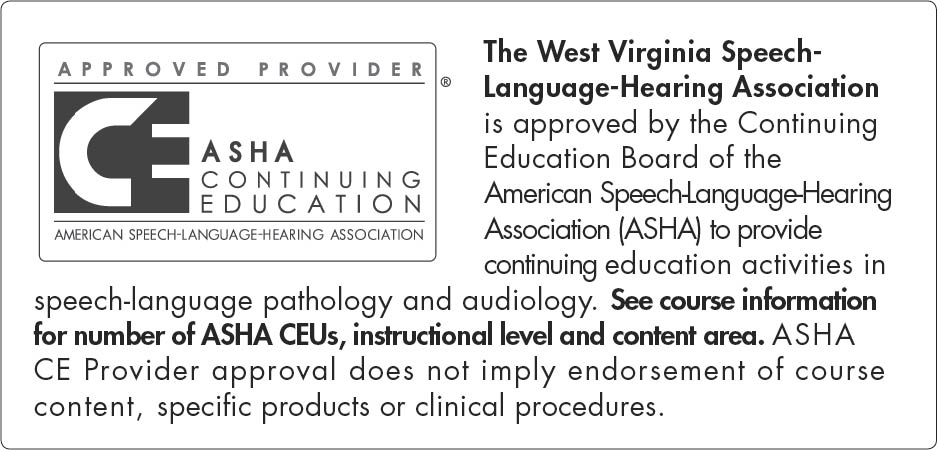 APPROVED PROVIDER
®
CE
ASHA
CONTINUING
EDUCATION
AMERICAN SPEECH-LANGUAGE-HEARING ASSOCIATION
The West Virginia Speech-
Language-Hearing Association
is approved by the Continuing
Education Board of the
American Speech-Language-Hearing
Association (ASHA) to provide
continuing education activities in
speech-language pathology and audiology. See course information
for number of ASHA CEUs, instructional level and content area. ASHA
CE Provider approval does not imply endorsement of course
content, specific products or clinical procedures.